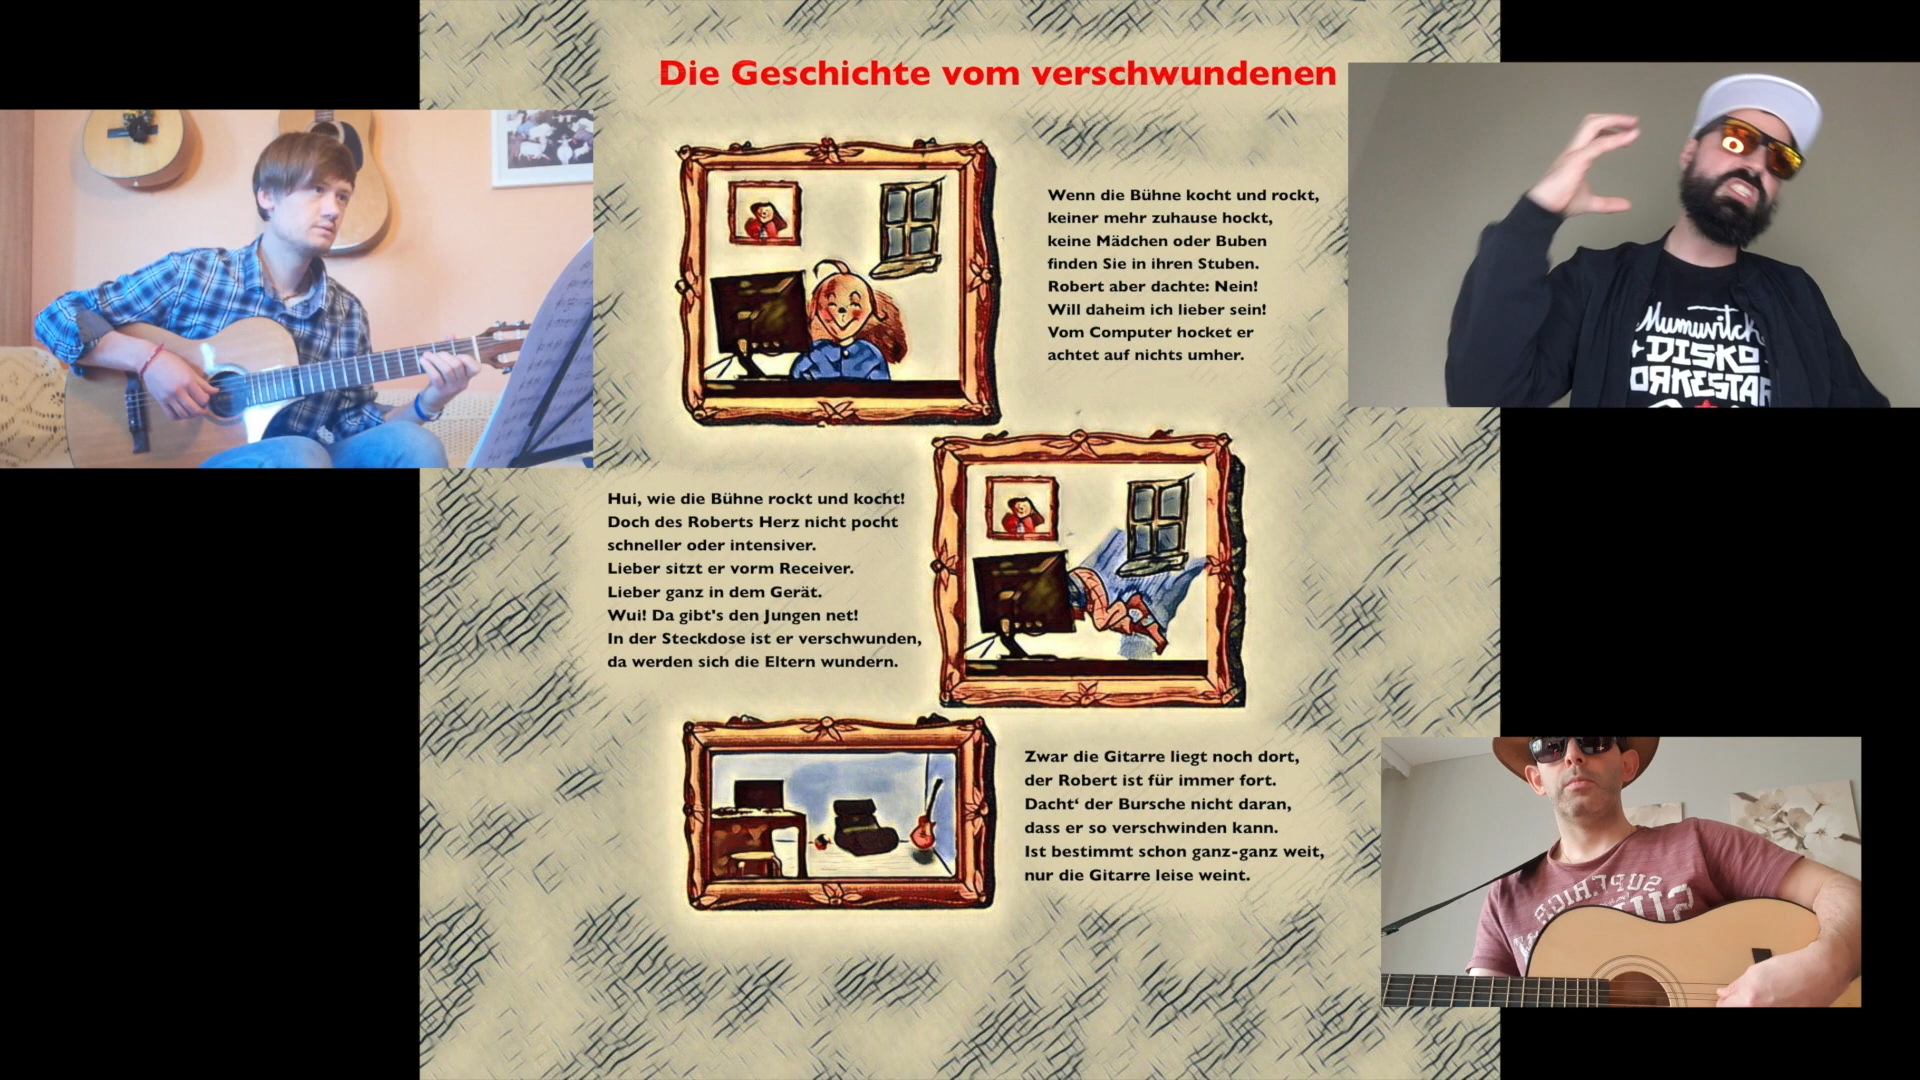 Die Geschichte vom verschwundenen
Wenn die Bühne kocht und rockt,
keiner mehr zuhause hockt,
keine Mädchen oder Buben
finden Sie in ihren Stuben.
Robert aber dachte: Nein!
Will daheim ich lieber sein!
Vom Computer hocket er
achtet auf nichts umher.
Hui, wie die Bühne rockt und kocht!
Doch des Roberts Herz nicht pocht
schneller oder intensiver.
Lieber sitzt er vorm Receiver.
Lieber ganz in dem Gerät.
Wui! Da gibt's den Jungen net!
In der Steckdose ist er verschwunden,
da werden sich die Eltern wundern.
Zwar die Gitarre liegt noch dort,
der Robert ist für immer fort.
Dacht‘ der Bursche nicht daran,
dass er so verschwinden kann.
Ist bestimmt schon ganz-ganz weit,
nur die Gitarre leise weint.
Mumuvitch
DISKO
ORKESTAR